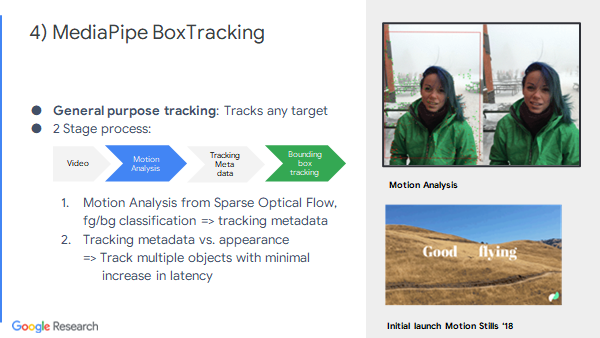 4) MediaPipe BoxTracking
● General purpose tracking: Tracks any target
● 2 Stage process:
Video
Motion
Analysis
Tracking
Meta
data
Bounding
box
tracking
1. Motion Analysis from Sparse Optical Flow,
fg/bg classification => tracking metadata
2. Tracking metadata vs. appearance
=> Track multiple objects with minimal
increase in latency
Google Research
Motion Analysis
Good flying
Initial launch Motion Stills '18